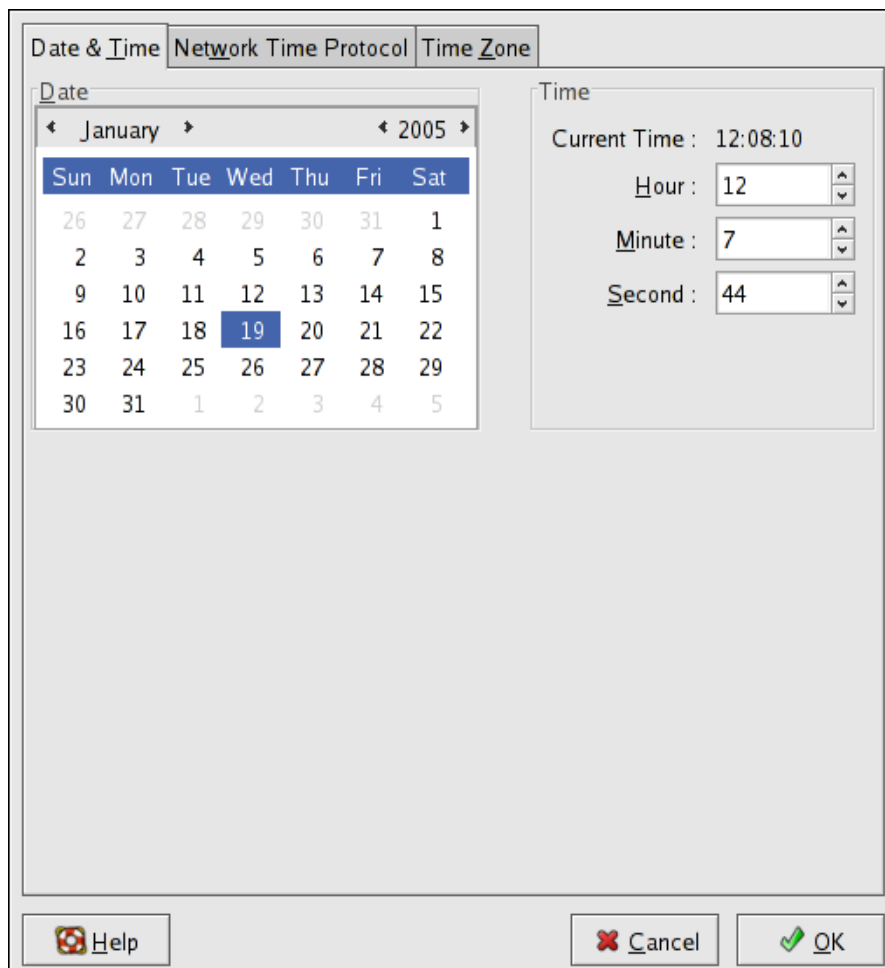 Date & Time Network Time Protocol Time Zone
Date
January 2005
Sun Mon Tue Wed Thu Fri Sat
26 27 28 29 30 31 1
2 3 4 5 6 7 8
9 10 11 12 13 14 15
16 17 18 19 20 21 22
23 24 25 26 27 28 29
30 31 1 2 3 4 5
Time
Current Time : 12:08:10
Hour : 12
Minute : 7
Second : 44
Help Cancel OK